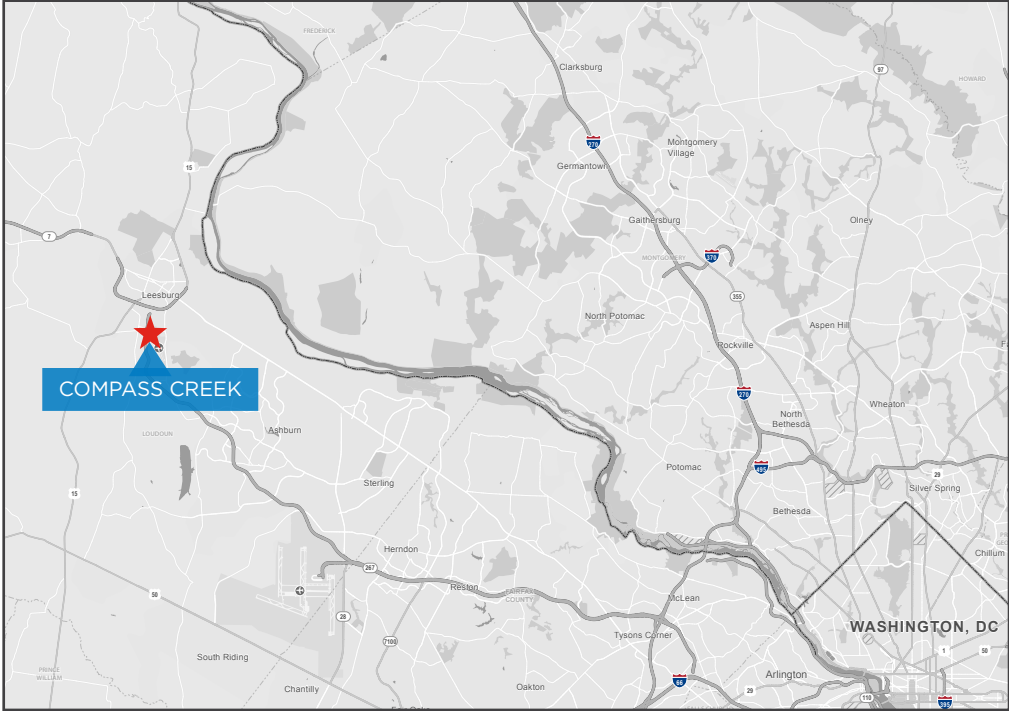 FREDERICK
Clarksburg
97
HOWARD
270
Montgomery
Village
15
Germantown
Gaithersburg
Olney
7
MONTGOMERY
370
Leesburg
355
North Potomac
Aspen Hill
Rockville
COMPASS CREEK
270
Wheaton
North
Bethesda
Ashburn
LOUDOUN
495
Potomac
29
Sterling
Silver Spring
15
Bethesda
Herndon
Chillum
267
Reston
FAIRFAX
COUNTY
50
McLean
28
WASHINGTON, DC
Tysons Corner
7100
1
50
South Riding
PRINCE
WILLIAM
Arlington
66
Oakton
Chantilly
29
110
395